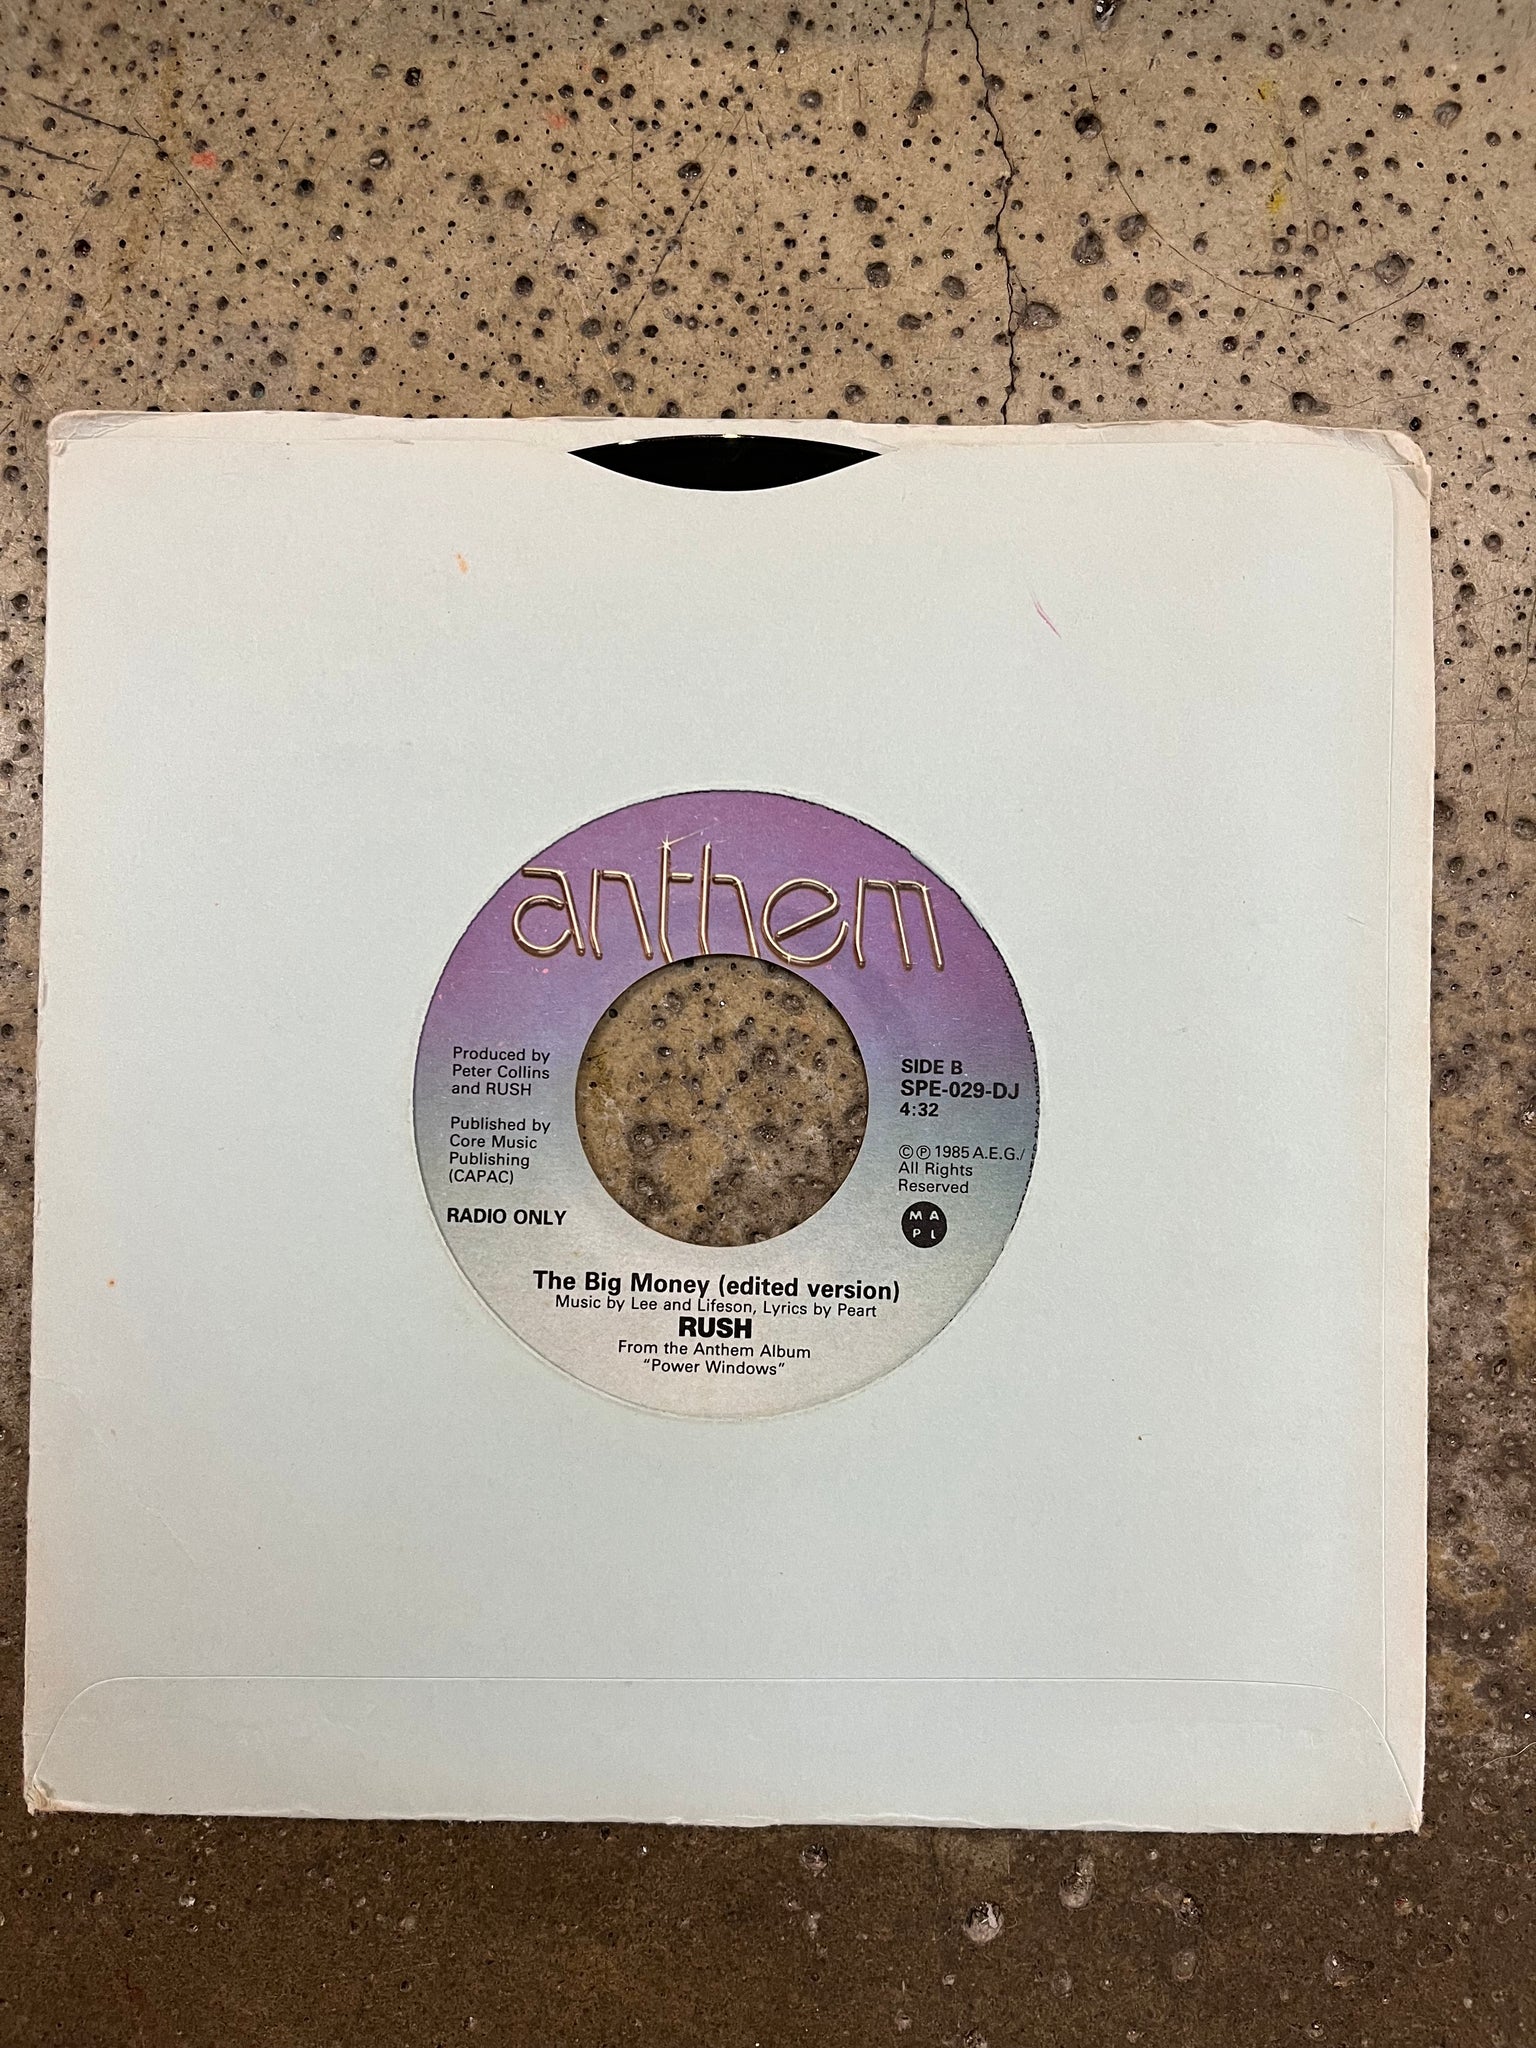 anthem
Produced by
Peter Collins
and RUSH
Published by
Core Music
Publishing
(CAPAC)
RADIO ONLY
SIDE B
SPE-029-DJ
4:32
©℗ 1985 A.E.G./
All Rights
Reserved
M A
P L
The Big Money (edited version)
Music by Lee and Lifeson, Lyrics by Peart
RUSH
From the Anthem Album
"Power Windows"